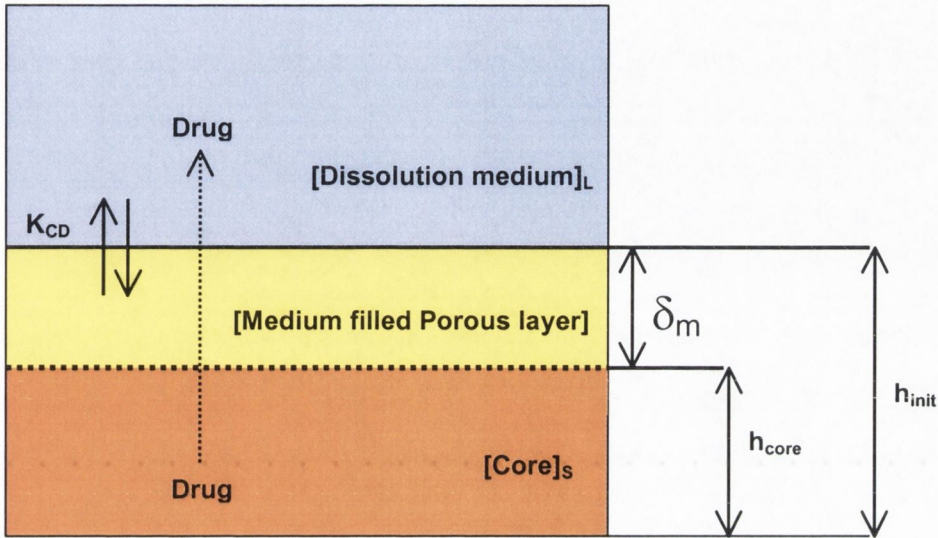 Drug
[Dissolution medium]L
KCD
[Medium filled Porous layer]
δm
hinit
hcore
[Core]S
Drug